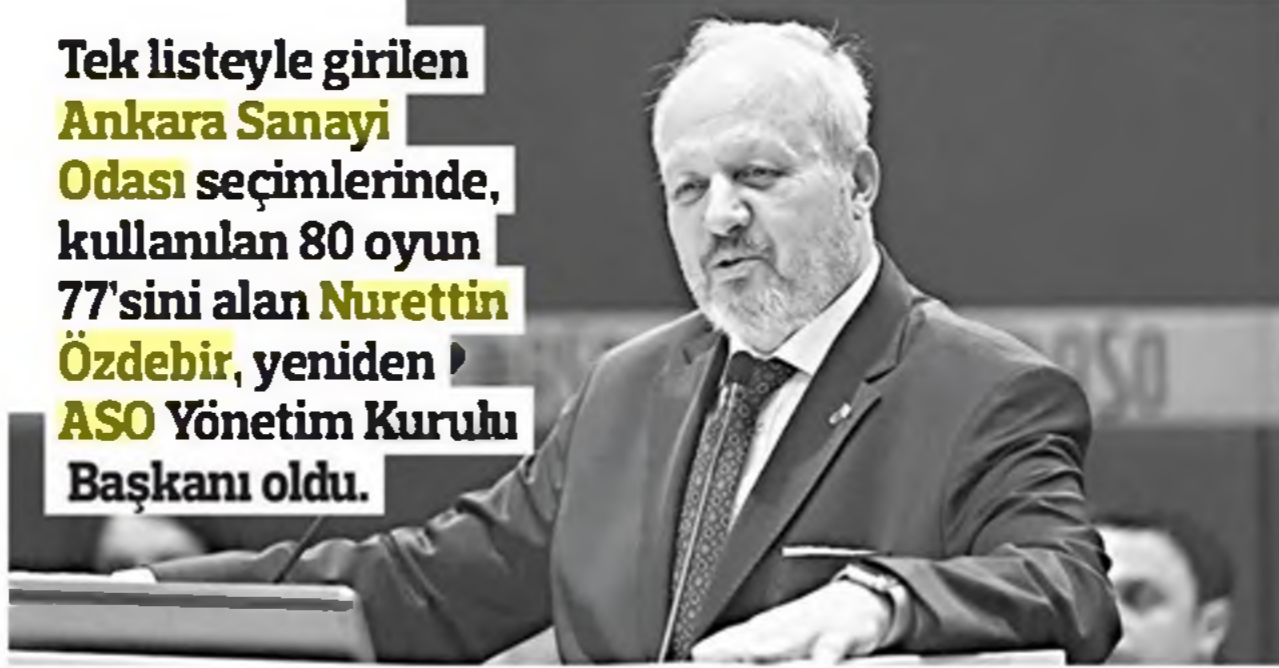 Tek listeyle girilen
Ankara Sanayi
Odası seçimlerinde,
kullanılan 80 oyun
77'sini alan Nurettin
Özdebir, yeniden
ASO Yönetim Kurulu
Başkanı oldu.